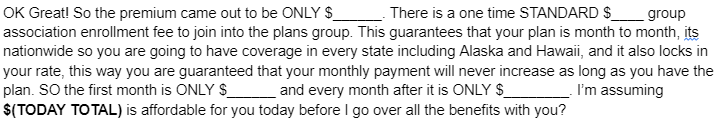 OK Great! So the premium came out to be ONLY $______. There is a one time STANDARD $____ group
association enrollment fee to join into the plans group. This guarantees that your plan is month to month, its
nationwide so you are going to have coverage in every state including Alaska and Hawaii, and it also locks in
your rate, this way you are guaranteed that your monthly payment will never increase as long as you have the
plan. SO the first month is ONLY $______ and every month after it is ONLY $________. I'm assuming
$(TODAY TOTAL) is affordable for you today before I go over all the benefits with you?